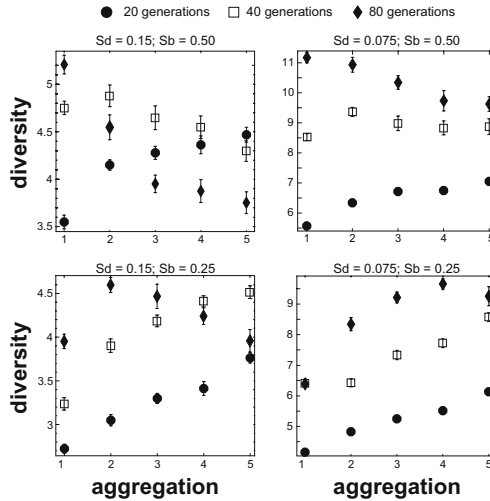 20 generations 40 generations 80 generations
Sd = 0.15; Sb = 0.50 Sd = 0.075; Sb = 0.50
diversity
5
4.5
4
3.5
1 2 3 4 5
11
10
9
8
7
6
1 2 3 4 5
Sd = 0.15; Sb = 0.25 Sd = 0.075; Sb = 0.25
diversity
4.5
4
3.5
3
1 2 3 4 5
9
8
7
6
5
1 2 3 4 5
aggregation aggregation